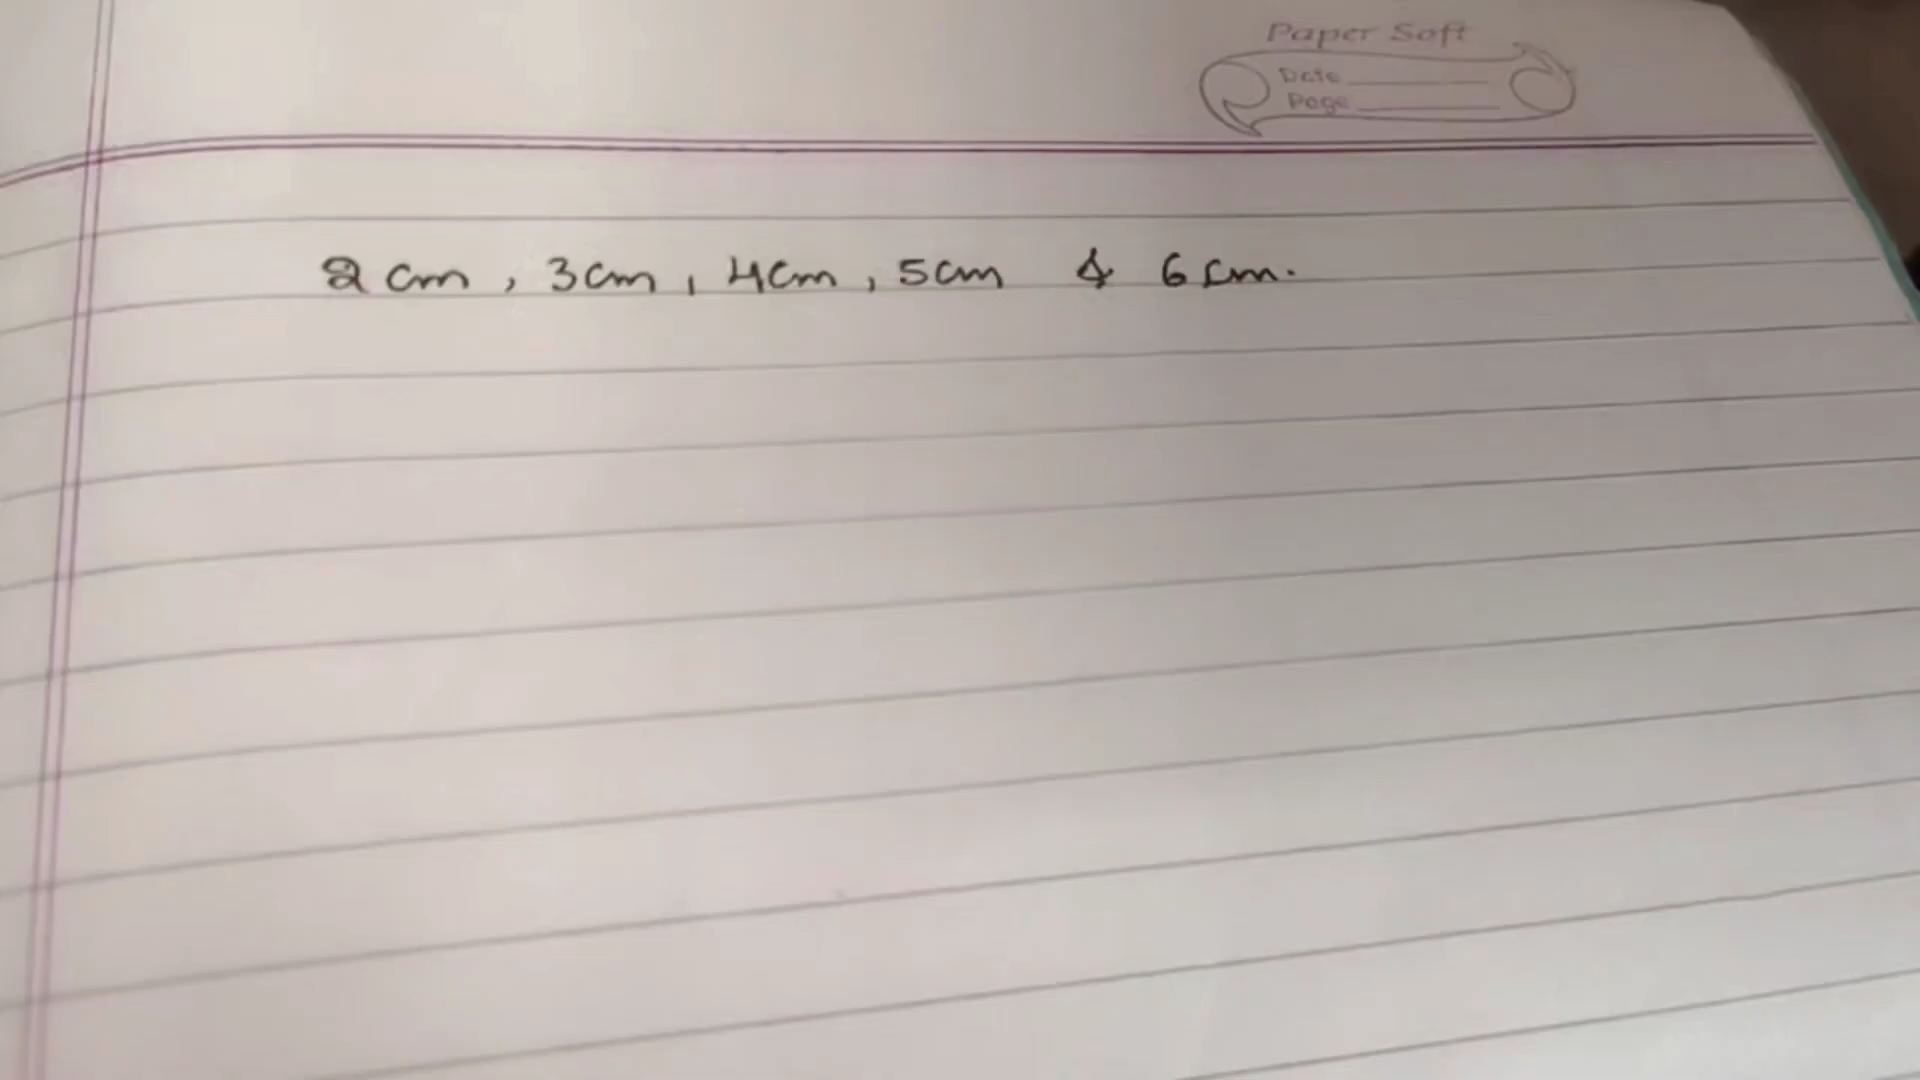 Paper Soft
Date
Page
2 cm , 3cm , 4cm , 5cm & 6 cm.